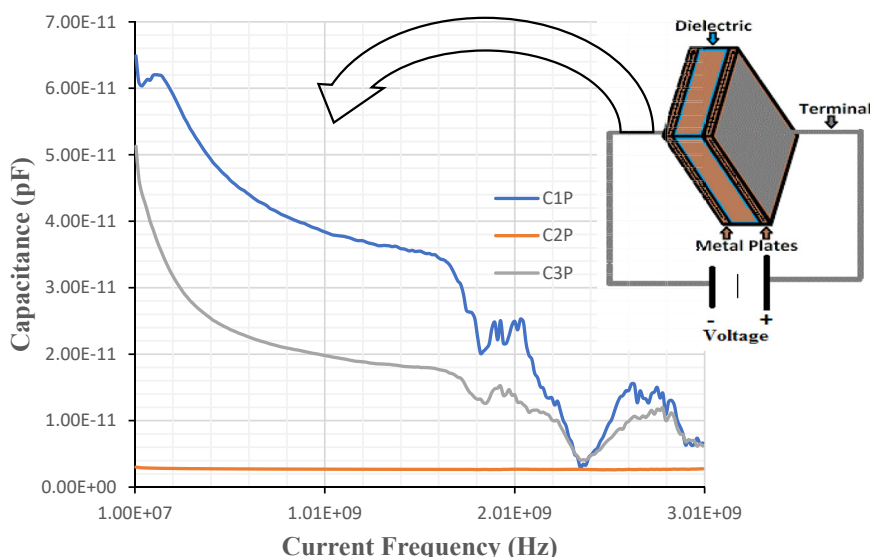 7.00E-11
6.00E-11
5.00E-11
4.00E-11
3.00E-11
2.00E-11
1.00E-11
0.00E+00
Capacitance (pF)
1.00E+07
1.01E+09
2.01E+09
3.01E+09
Current Frequency (Hz)
C1P
C2P
C3P
Dielectric
Terminal
Metal Plates
- +
Voltage